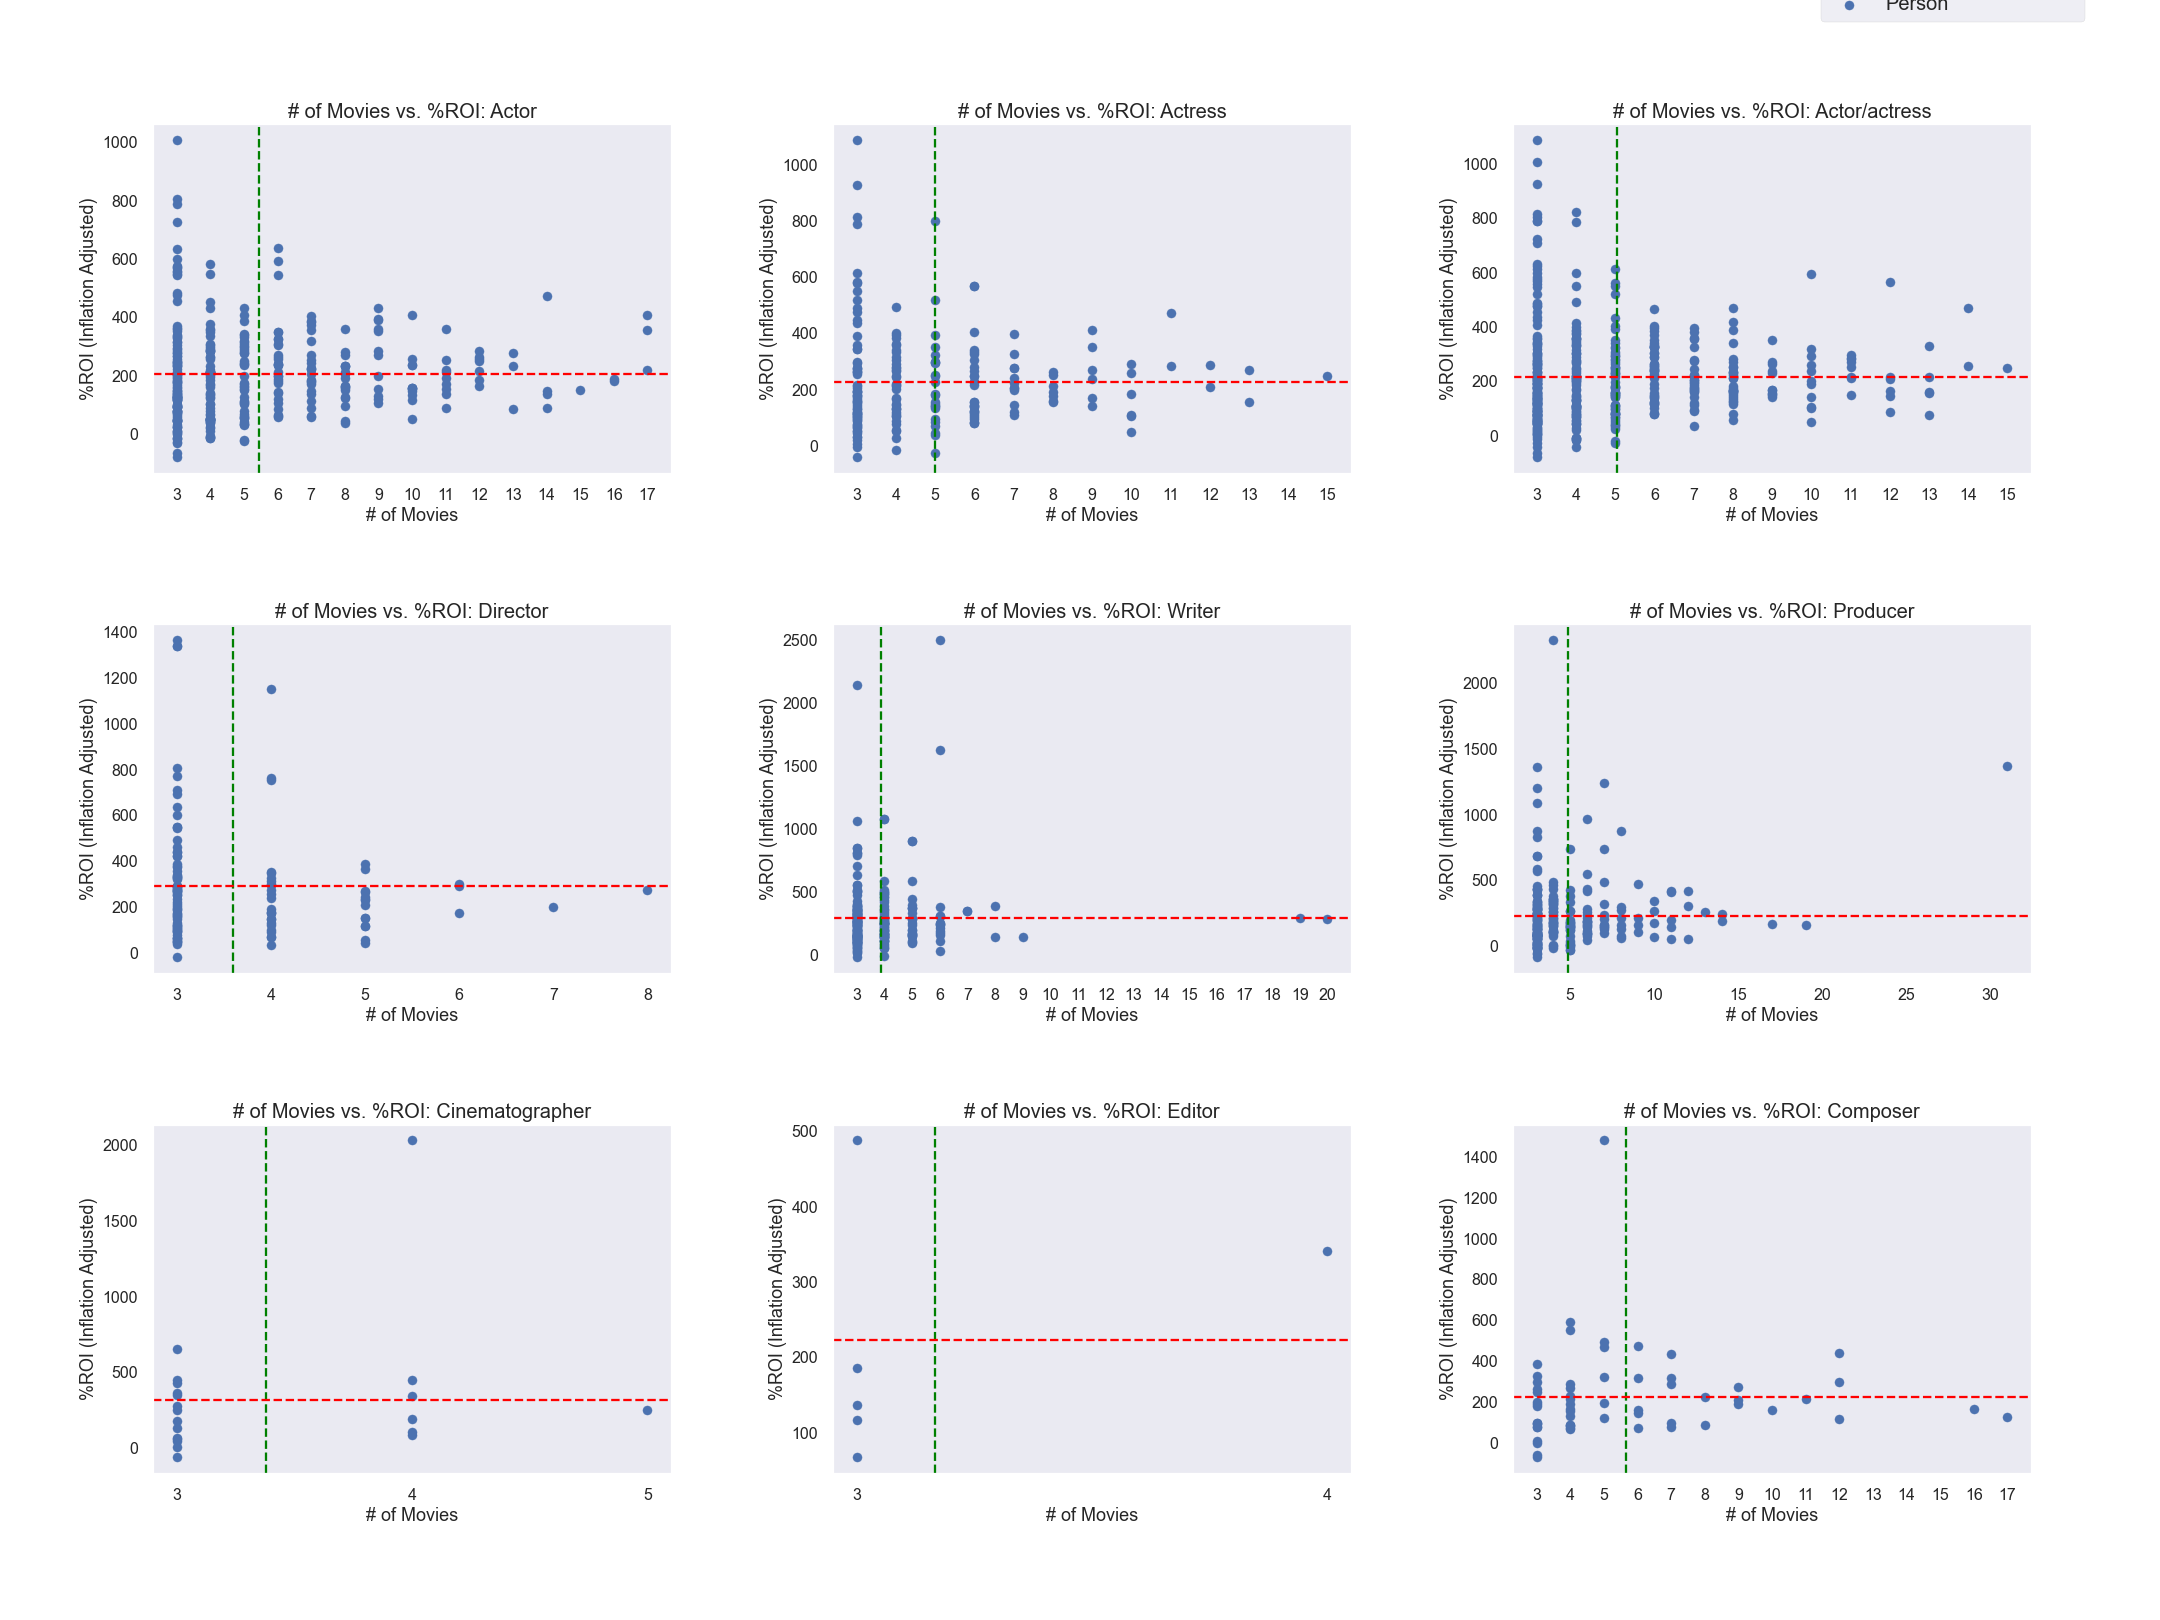 Person
# of Movies vs. %ROI: Actor
%ROI (Inflation Adjusted)
1000
800
600
400
200
0
3 4 5 6 7 8 9 10 11 12 13 14 15 16 17
# of Movies
# of Movies vs. %ROI: Actress
%ROI (Inflation Adjusted)
1000
800
600
400
200
0
3 4 5 6 7 8 9 10 11 12 13 14 15
# of Movies
# of Movies vs. %ROI: Actor/actress
%ROI (Inflation Adjusted)
1000
800
600
400
200
0
3 4 5 6 7 8 9 10 11 12 13 14 15
# of Movies
# of Movies vs. %ROI: Director
%ROI (Inflation Adjusted)
1400
1200
1000
800
600
400
200
0
3 4 5 6 7 8
# of Movies
# of Movies vs. %ROI: Writer
%ROI (Inflation Adjusted)
2500
2000
1500
1000
500
0
3 4 5 6 7 8 9 10 11 12 13 14 15 16 17 18 19 20
# of Movies
# of Movies vs. %ROI: Producer
%ROI (Inflation Adjusted)
2000
1500
1000
500
0
5 10 15 20 25 30
# of Movies
# of Movies vs. %ROI: Cinematographer
%ROI (Inflation Adjusted)
2000
1500
1000
500
0
3 4 5
# of Movies
# of Movies vs. %ROI: Editor
%ROI (Inflation Adjusted)
500
400
300
200
100
3 4
# of Movies
# of Movies vs. %ROI: Composer
%ROI (Inflation Adjusted)
1400
1200
1000
800
600
400
200
0
3 4 5 6 7 8 9 10 11 12 13 14 15 16 17
# of Movies